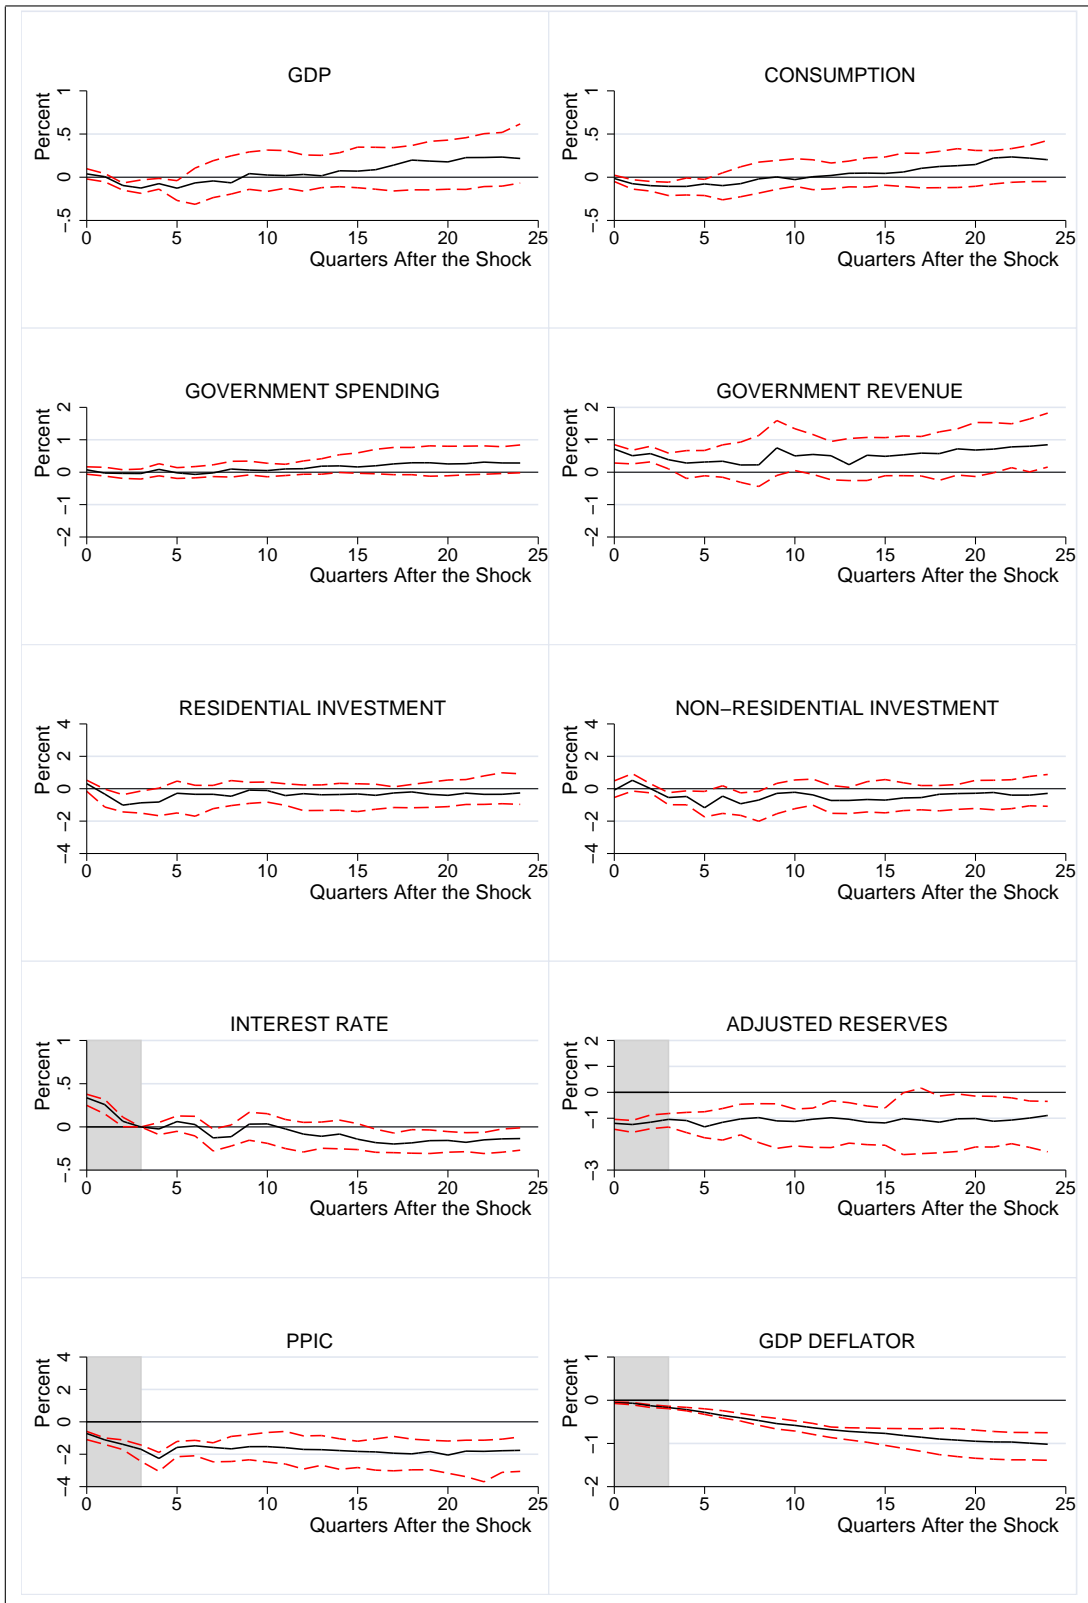 GDP
Percent
1
.5
0
-.5
0 5 10 15 20 25
Quarters After the Shock
CONSUMPTION
Percent
1
.5
0
-.5
0 5 10 15 20 25
Quarters After the Shock
GOVERNMENT SPENDING
Percent
2
1
0
-1
-2
0 5 10 15 20 25
Quarters After the Shock
GOVERNMENT REVENUE
Percent
2
1
0
-1
-2
0 5 10 15 20 25
Quarters After the Shock
RESIDENTIAL INVESTMENT
Percent
4
2
0
-2
-4
0 5 10 15 20 25
Quarters After the Shock
NON-RESIDENTIAL INVESTMENT
Percent
4
2
0
-2
-4
0 5 10 15 20 25
Quarters After the Shock
INTEREST RATE
Percent
1
.5
0
-.5
0 5 10 15 20 25
Quarters After the Shock
ADJUSTED RESERVES
Percent
2
1
0
-1
-3
0 5 10 15 20 25
Quarters After the Shock
PPIC
Percent
4
2
0
-2
-4
0 5 10 15 20 25
Quarters After the Shock
GDP DEFLATOR
Percent
1
0
-1
-2
0 5 10 15 20 25
Quarters After the Shock